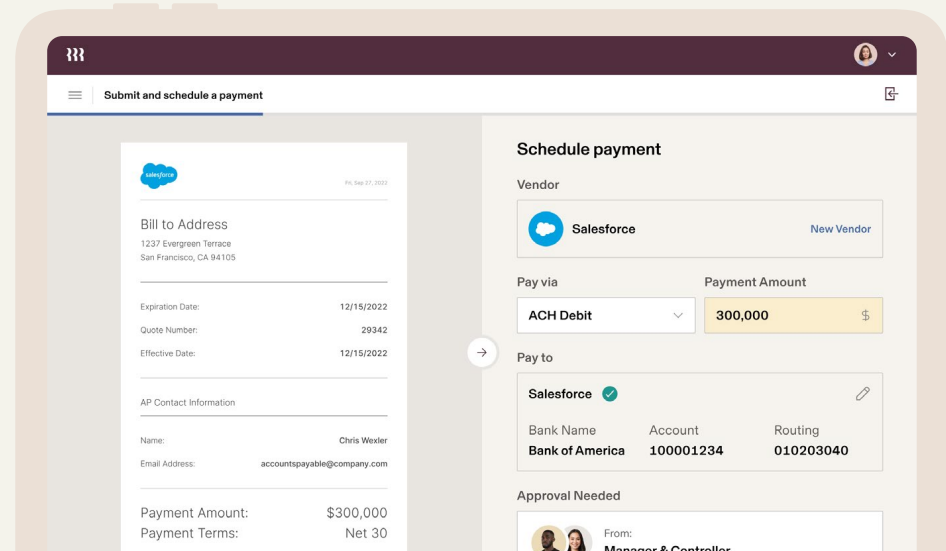 Submit and schedule a payment
salesforce
Fri, Sep 27, 2022
Bill to Address
1237 Evergreen Terrace
San Francisco, CA 94105
Expiration Date: 12/15/2022
Quote Number: 29342
Effective Date: 12/15/2022
AP Contact Information
Name: Chris Wexler
Email Address: accountspayable@company.com
Payment Amount: $300,000
Payment Terms: Net 30
Schedule payment
Vendor
Salesforce New Vendor
Pay via Payment Amount
ACH Debit 300,000 $
Pay to
Salesforce
Bank Name Account Routing
Bank of America 100001234 010203040
Approval Needed
From:
Manager & Controller